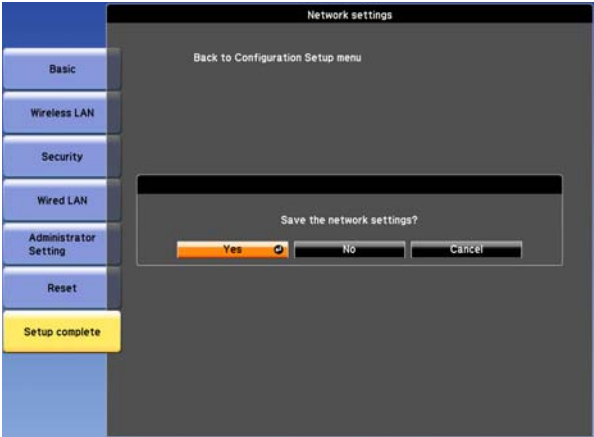 Network settings
Basic
Wireless LAN
Security
Wired LAN
Administrator
Setting
Reset
Setup complete
Back to Configuration Setup menu
Save the network settings?
Yes
No
Cancel